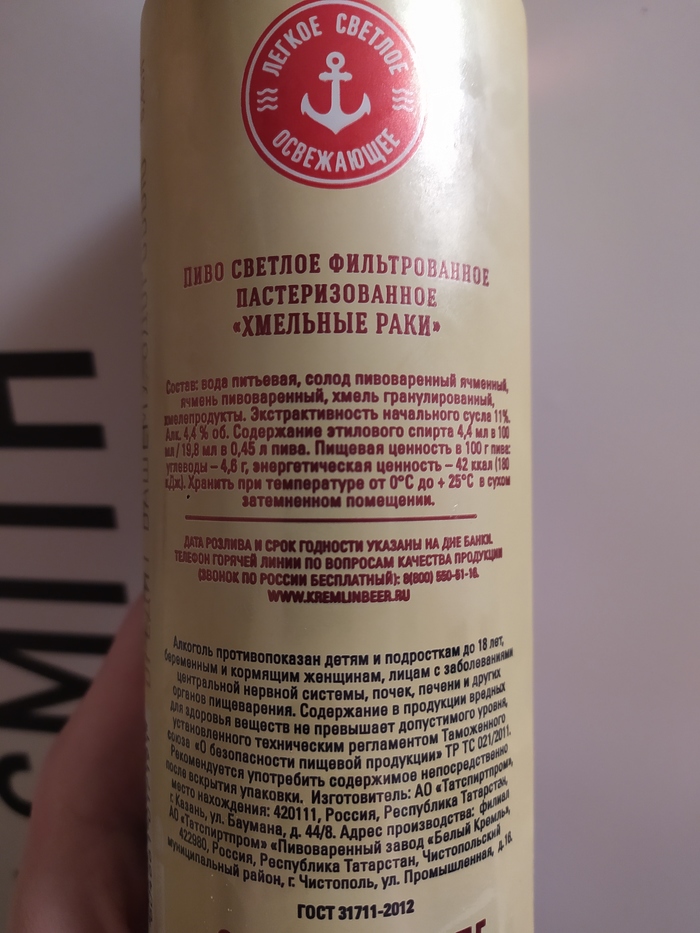 ЛЕГКОЕ СВЕТЛОЕ
ОСВЕЖАЮЩЕЕ
ПИВО СВЕТЛОЕ ФИЛЬТРОВАННОЕ
ПАСТЕРИЗОВАННОЕ
«ХМЕЛЬНЫЕ РАКИ»
Состав: вода питьевая, солод пивоваренный ячменный,
ячмень пивоваренный, хмель гранулированный,
хмелепродукты. Экстрактивность начального сусла 11%.
Алк. 4,4 % об. Содержание этилового спирта 4,4 мл в 100
мл / 19,8 мл в 0,45 л пива. Пищевая ценность в 100 г пива:
углеводы – 4,6 г, энергетическая ценность – 42 ккал (180
кДж). Хранить при температуре от 0°С до + 25°С в сухом
затемненном помещении.
ДАТА РОЗЛИВА И СРОК ГОДНОСТИ УКАЗАНЫ НА ДНЕ БАНКИ.
ТЕЛЕФОН ГОРЯЧЕЙ ЛИНИИ ПО ВОПРОСАМ КАЧЕСТВА ПРОДУКЦИИ
(ЗВОНОК ПО РОССИИ БЕСПЛАТНЫЙ): 8(800) 550-51-16.
WWW.KREMLINBEER.RU
Алкоголь противопоказан детям и подросткам до 18 лет,
беременным и кормящим женщинам, лицам с заболеваниями
центральной нервной системы, почек, печени и других
органов пищеварения. Содержание в продукции вредных
для здоровья веществ не превышает допустимого уровня,
установленного техническим регламентом Таможенного
союза «О безопасности пищевой продукции» ТР ТС 021/2011.
Рекомендуется употребить содержимое непосредственно
после вскрытия упаковки. Изготовитель: АО «Татспиртпром»,
место нахождения: 420111, Россия, Республика Татарстан,
г. Казань, ул. Баумана, д. 44/8. Адрес производства: филиал
АО «Татспиртпром» «Пивоваренный завод «Белый Кремль»,
422980, Россия, Республика Татарстан, Чистопольский
муниципальный район, г. Чистополь, ул. Промышленная, д.16.
ГОСТ 31711-2012